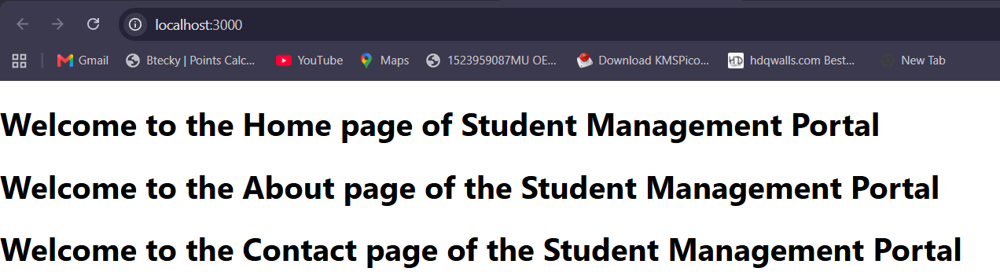 localhost:3000
Gmail Btecky | Points Calc... YouTube Maps 1523959087MU OE... Download KMSPico... hdqwalls.com Best... New Tab
Welcome to the Home page of Student Management Portal
Welcome to the About page of the Student Management Portal
Welcome to the Contact page of the Student Management Portal